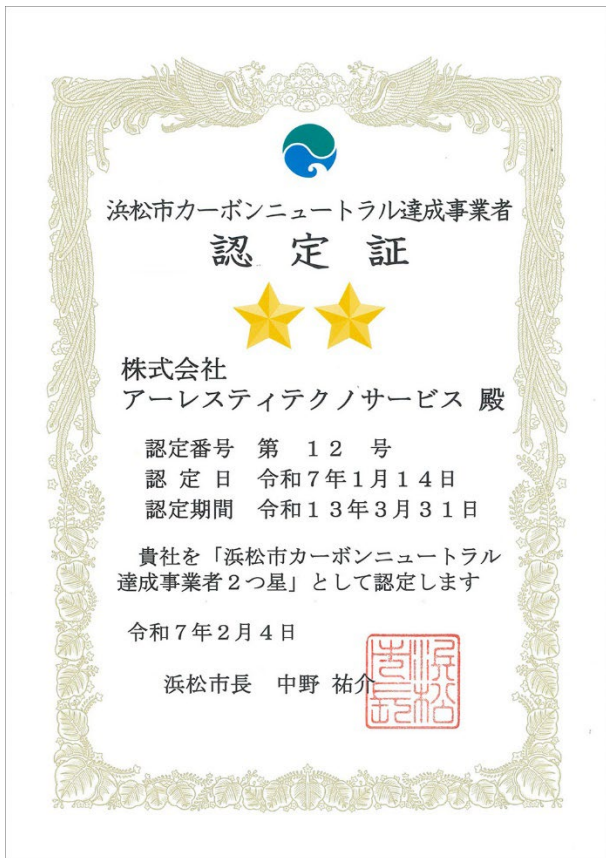 浜松市カーボンニュートラル達成事業者
認定証
株式会社
アーレスティテクノサービス 殿
認定番号 第 12 号
認定日 令和7年1月14日
認定期間 令和13年3月31日
貴社を「浜松市カーボンニュートラル
達成事業者2つ星」として認定します
令和7年2月4日
浜松市長 中野 祐介
浜松
市長